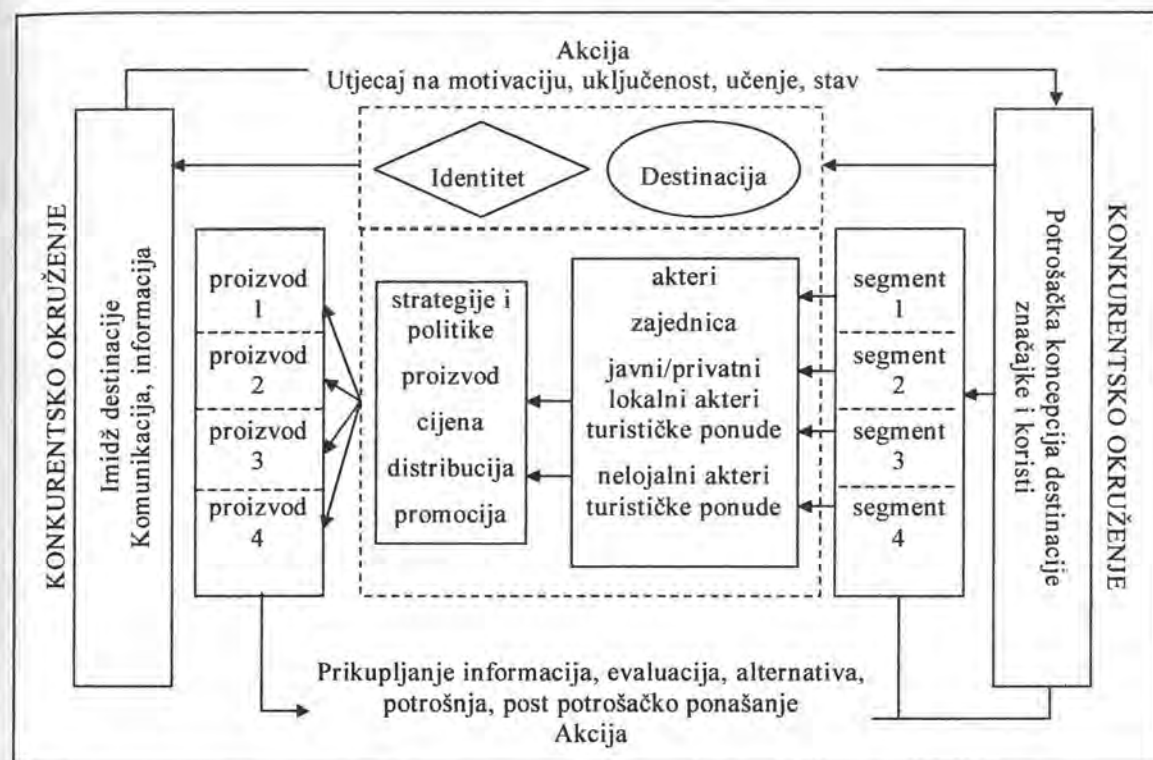 Akcija
Utjecaj na motivaciju, uključenost, učenje, stav
KONKURENTSKO OKRUŽENJE
Imidž destinacije
Komunikacija, informacija
Identitet
Destinacija
proizvod
1
proizvod
2
proizvod
3
proizvod
4
strategije i
politike
proizvod
cijena
distribucija
promocija
akteri
zajednica
javni/privatni
lokalni akteri
turističke ponude
nelojalni akteri
turističke ponude
segment
1
segment
2
segment
3
segment
4
Potrošačka koncepcija destinacije
značajke i koristi
KONKURENTSKO OKRUŽENJE
Prikupljanje informacija, evaluacija, alternativa,
potrošnja, post potrošačko ponašanje
Akcija